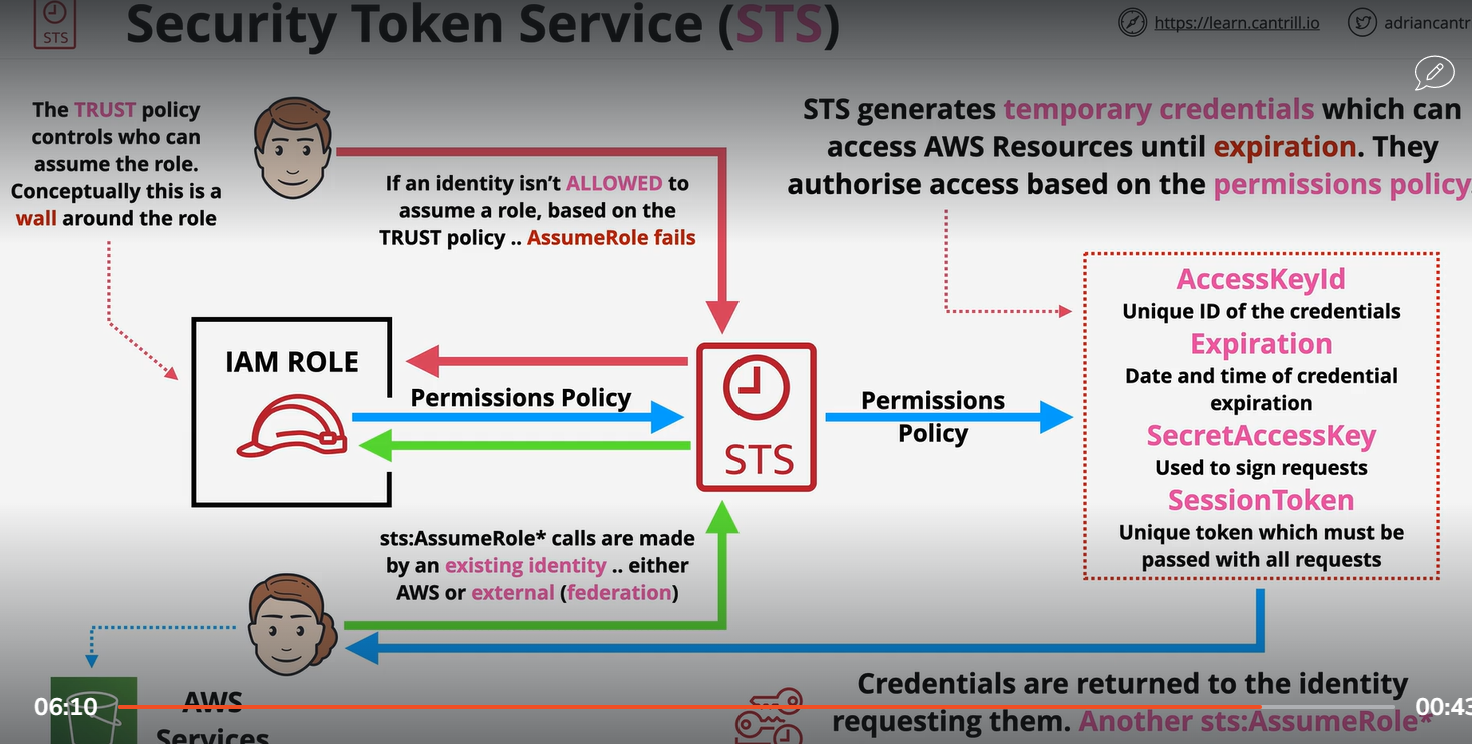 STS
Security Token Service (STS)
https://learn.cantrill.io
adriancantr
The TRUST policy
controls who can
assume the role.
Conceptually this is a
wall around the role
If an identity isn't ALLOWED to
assume a role, based on the
TRUST policy .. AssumeRole fails
STS generates temporary credentials which can
access AWS Resources until expiration. They
authorise access based on the permissions policy.
IAM ROLE
Permissions Policy
STS
Permissions
Policy
AccessKeyId
Unique ID of the credentials
Expiration
Date and time of credential
expiration
SecretAccessKey
Used to sign requests
SessionToken
Unique token which must be
passed with all requests
sts:AssumeRole* calls are made
by an existing identity .. either
AWS or external (federation)
AWS
Services
Credentials are returned to the identity
requesting them. Another sts:AssumeRole*
06:10
00:43